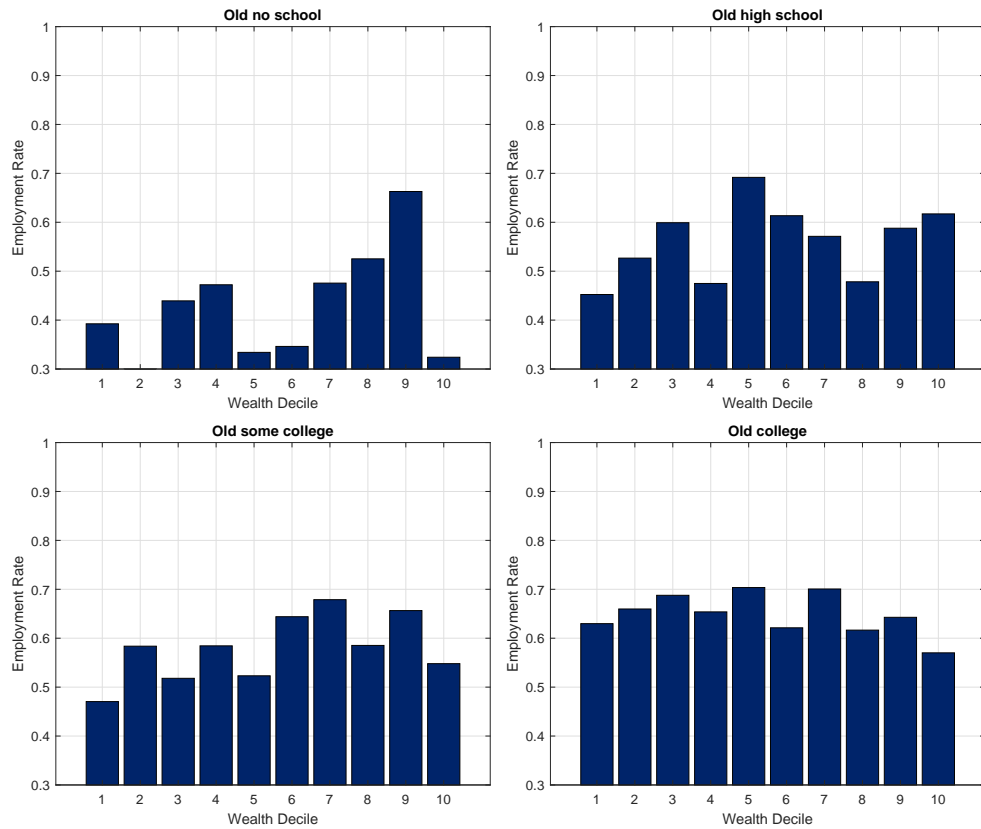 Old no school
1
0.9
0.8
0.7
0.6
0.5
0.4
0.3
Employment Rate
1 2 3 4 5 6 7 8 9 10
Wealth Decile
Old high school
1
0.9
0.8
0.7
0.6
0.5
0.4
0.3
Employment Rate
1 2 3 4 5 6 7 8 9 10
Wealth Decile
Old some college
1
0.9
0.8
0.7
0.6
0.5
0.4
0.3
Employment Rate
1 2 3 4 5 6 7 8 9 10
Wealth Decile
Old college
1
0.9
0.8
0.7
0.6
0.5
0.4
0.3
Employment Rate
1 2 3 4 5 6 7 8 9 10
Wealth Decile